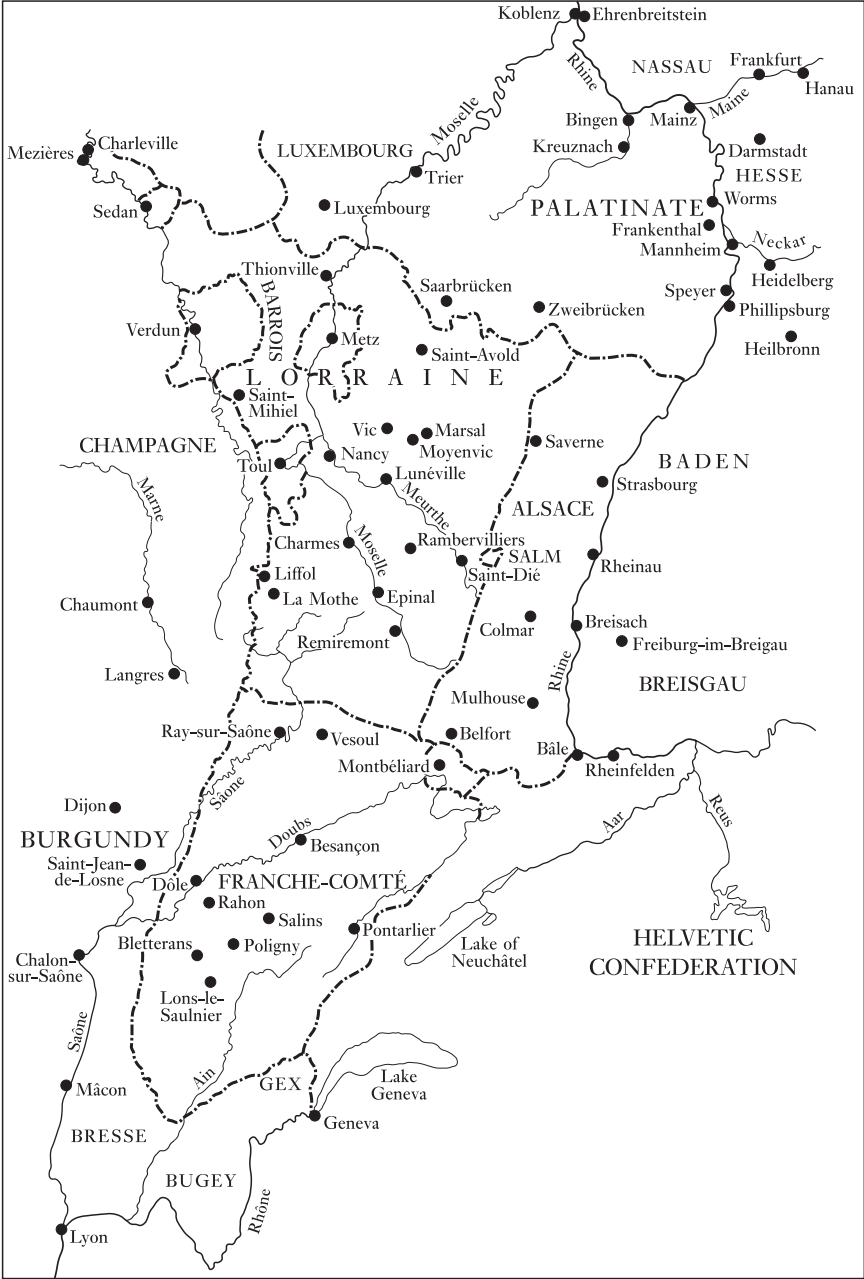 Koblenz
Ehrenbreitstein
Rhine
NASSAU
Frankfurt
Hanau
Maine
Mainz
Bingen
Kreuznach
Moselle
Darmstadt
HESSE
Charleville
Mezières
LUXEMBOURG
Trier
Sedan
Luxembourg
PALATINATE
Worms
Frankenthal
Mannheim
Neckar
Heidelberg
Thionville
BARROIS
Saarbrücken
Zweibrücken
Speyer
Phillipsburg
Heilbronn
Verdun
Metz
Saint-Avold
LORRAINE
Saint-
Mihiel
CHAMPAGNE
Vic
Marsal
Moyenvic
Saverne
BADEN
Toul
Nancy
Lunéville
Strasbourg
Marne
Meurthe
ALSACE
Charmes
Moselle
Rambervilliers
SALM
Saint-Dié
Rheinau
Liffol
La Mothe
Epinal
Chaumont
Remiremont
Colmar
Breisach
Freiburg-im-Breigau
Langres
Rhine
BREISGAU
Mulhouse
Ray-sur-Saône
Vesoul
Belfort
Montbéliard
Bâle
Rheinfelden
Saône
Dijon
BURGUNDY
Doubs
Besançon
Aar
Reus
Saint-Jean-
de-Losne
Dôle
FRANCHE-COMTÉ
Rahon
Salins
Pontarlier
Bletterans
Poligny
Lake of
Neuchâtel
HELVETIC
CONFEDERATION
Chalon-
sur-Saône
Lons-le-
Saulnier
Saône
Ain
GEX
Lake
Geneva
Mâcon
Geneva
BRESSE
BUGEY
Rhône
Lyon